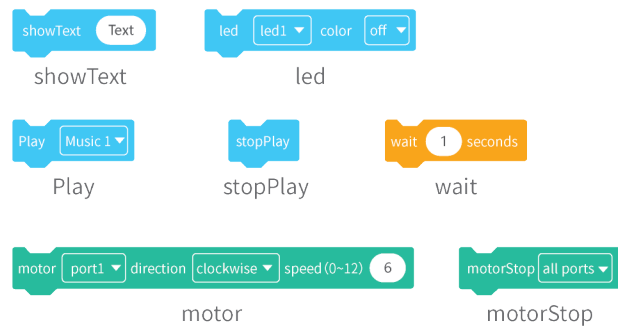 showText Text
led led1 color off
showText
led
Play Music 1
stopPlay
wait 1 seconds
Play
stopPlay
wait
motor port1 direction clockwise speed(0~12) 6
motorStop all ports
motor
motorStop